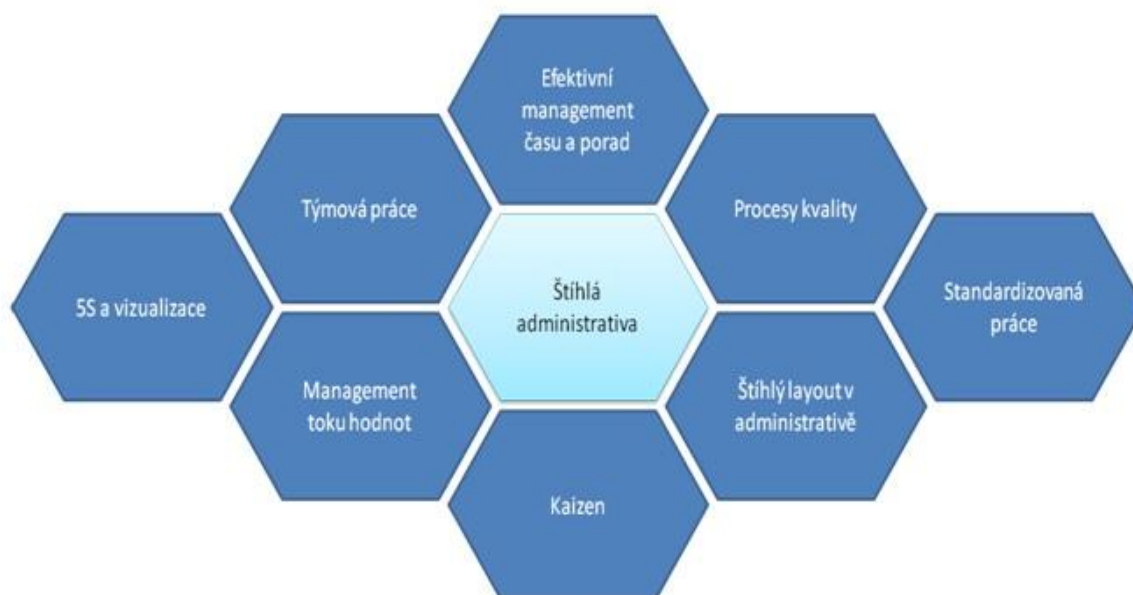 Efektivní
management
času a porad
Týmová práce
Procesy kvality
5S a vizualizace
Štíhlá
administrativa
Standardizovaná
práce
Management
toku hodnot
Štíhlý layout v
administrativě
Kaizen